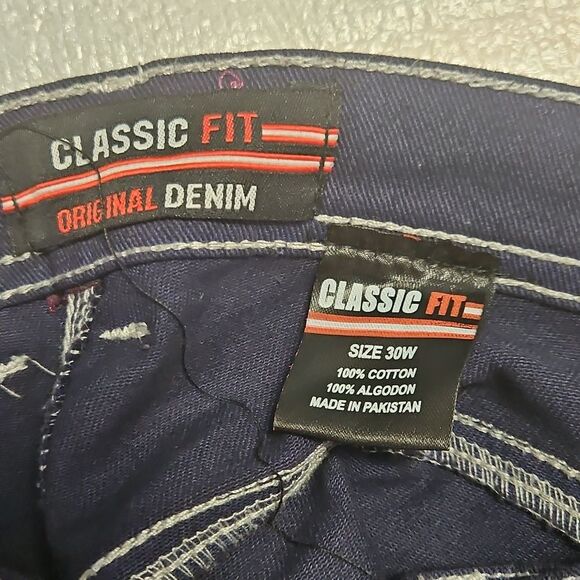 CLASSIC FIT
ORIGINAL DENIM
CLASSIC FIT
SIZE 30W
100% COTTON
100% ALGODON
MADE IN PAKISTAN